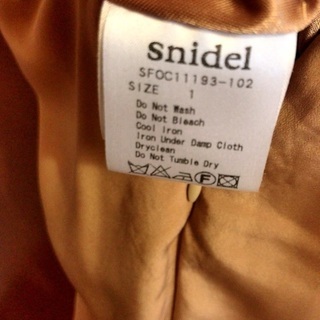 snidel
SFOC11193-102
SIZE 1
Do Not Wash
Do Not Bleach
Cool Iron
Iron Under Damp Cloth
Dryclean
Do Not Tumble Dry
F